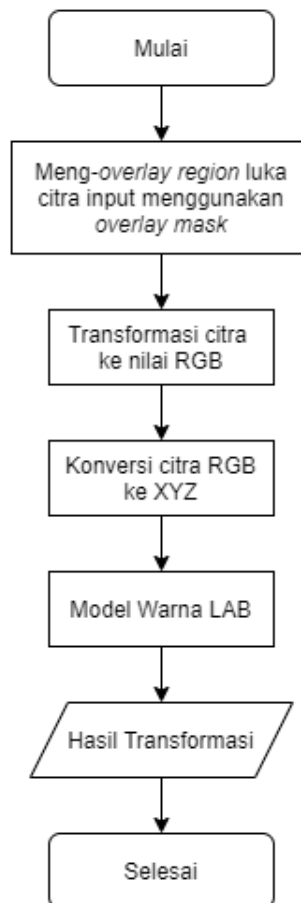 Mulai
Meng-overlay region luka
citra input menggunakan
overlay mask
Transformasi citra
ke nilai RGB
Konversi citra RGB
ke XYZ
Model Warna LAB
Hasil Transformasi
Selesai